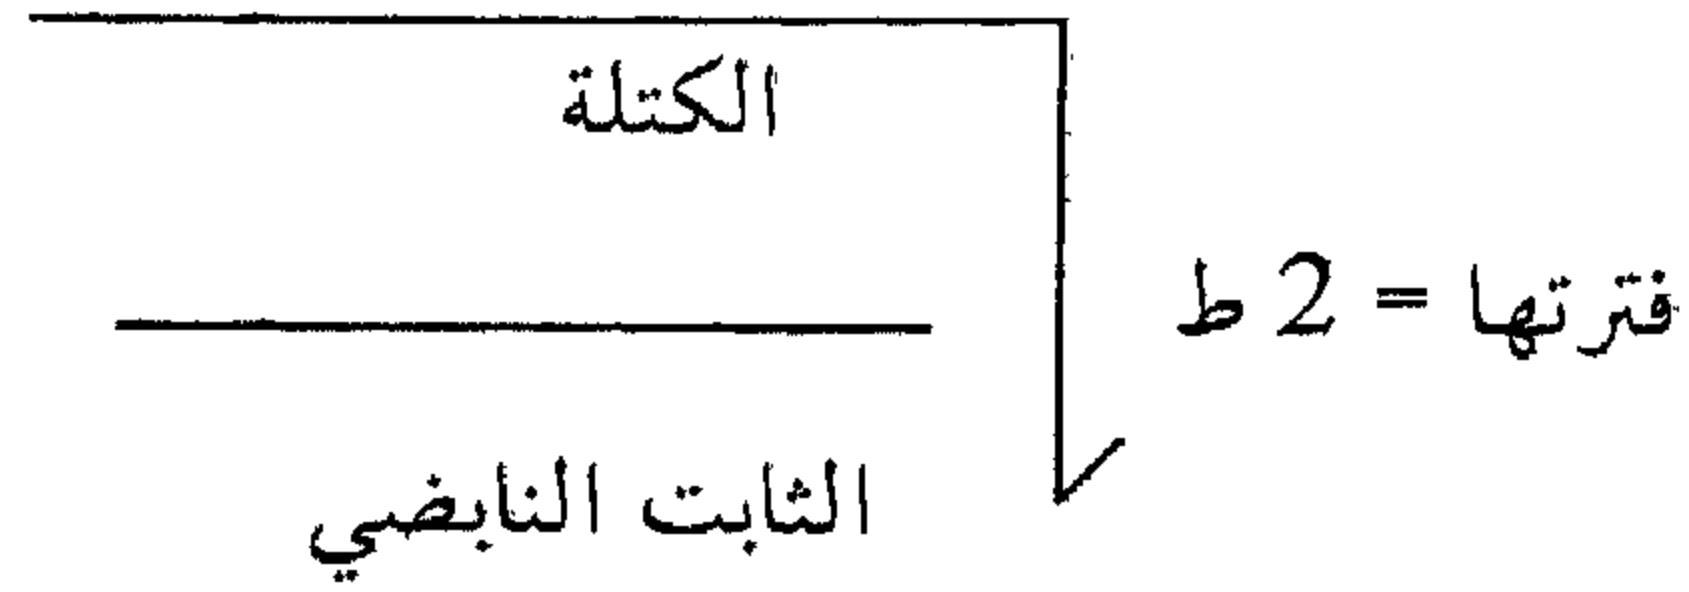 الكتلة
فترتها = 2 ط
الثابت النابضي